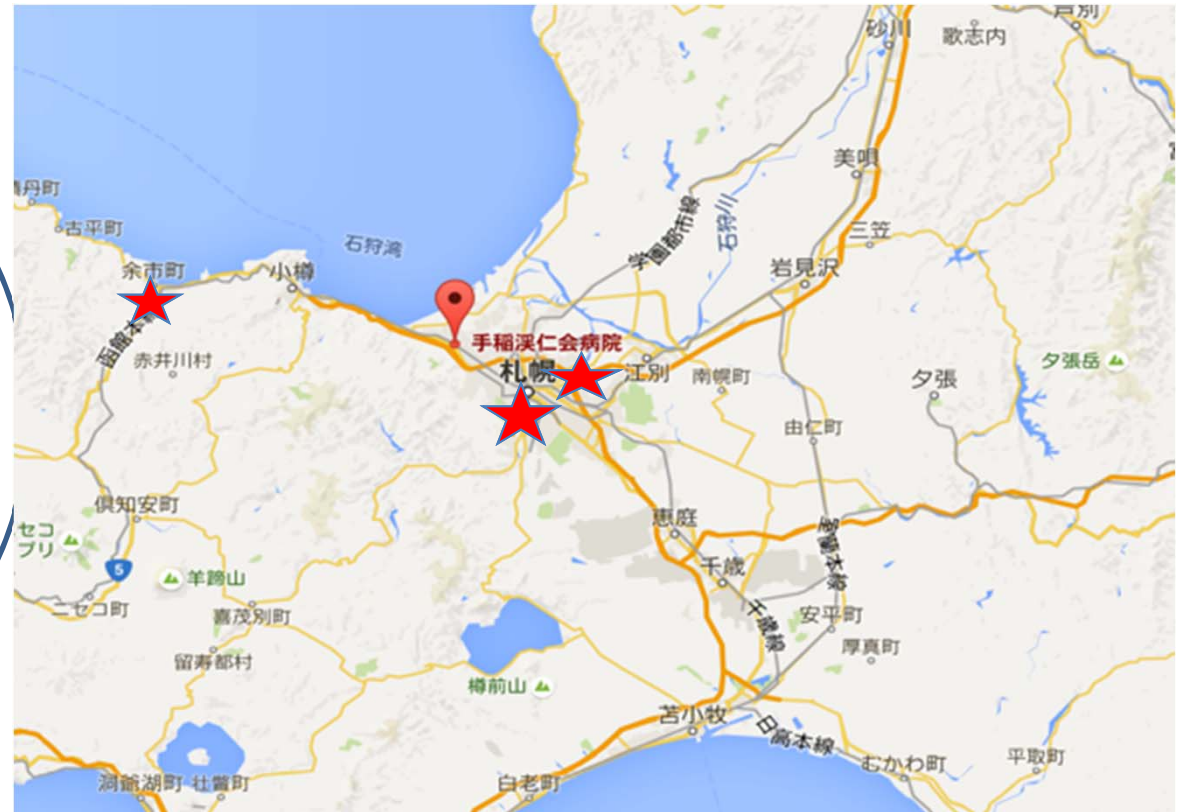 砂川
歌志内
芦別
美唄
学園都市線
石狩川
三笠
古平町
石狩湾
余市町
小樽
岩見沢
手稲渓仁会病院
函館本
赤井川村
札幌
江別
南幌町
夕張
夕張岳
由仁町
倶知安町
セコ
プリ
恵庭
室蘭本線
5
羊蹄山
千歳
ニセコ町
喜茂別町
千歳線
安平町
厚真町
留寿都村
樽前山
苫小牧
日高本線
むかわ町
平取町
洞爺湖町
壮瞥町
白老町